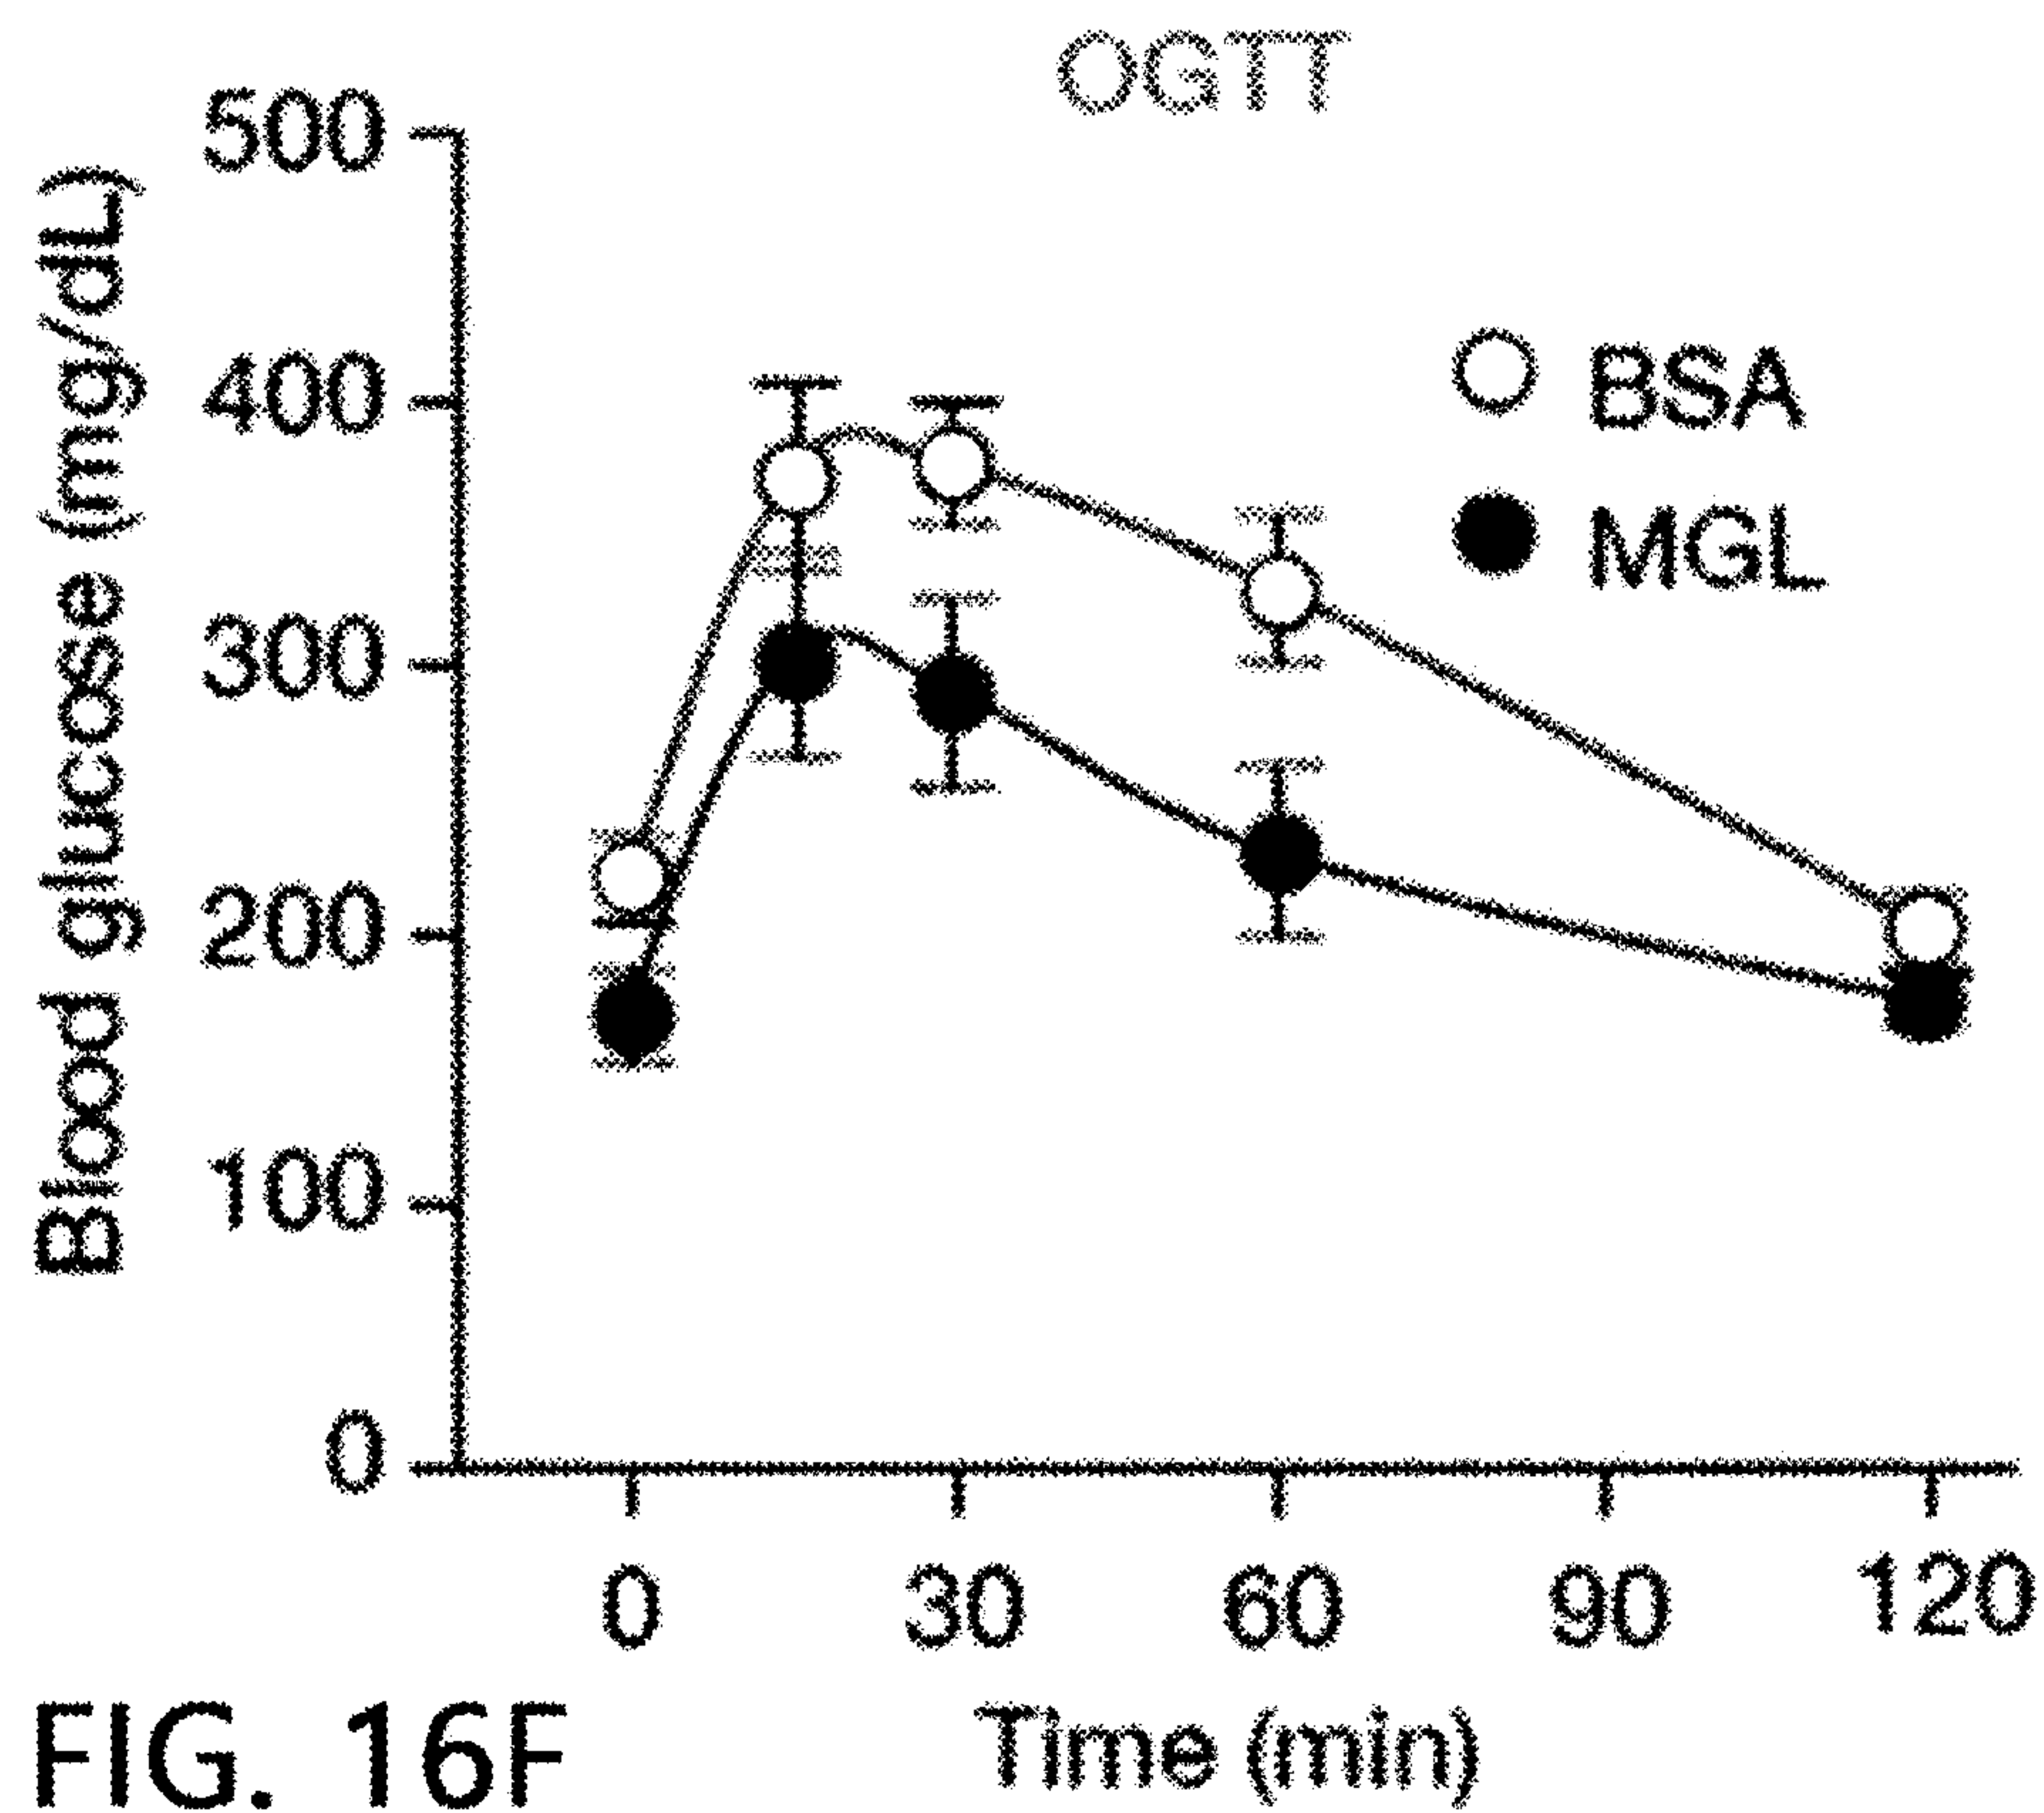 OGTT
Blood glucose (mg/dL)
500
400
300
200
100
0
BSA
MGL
0 30 60 90 120
Time (min)
FIG. 16F